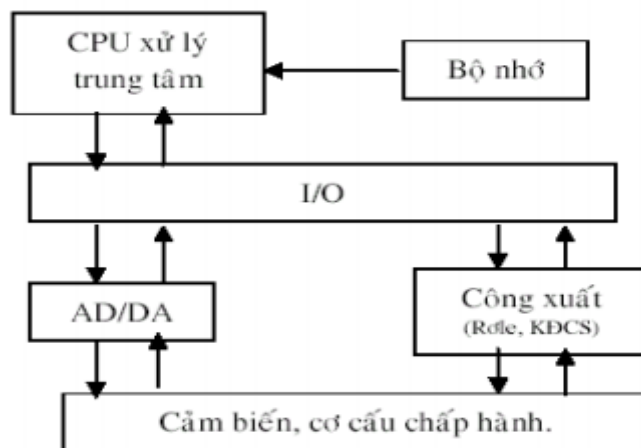 CPU xử lý
trung tâm
Bộ nhớ
I/O
AD/DA
Công xuất
(Rơle, KĐCS)
Cảm biến, cơ cấu chấp hành.